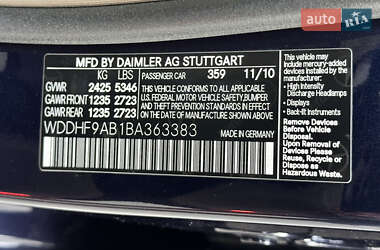 auto RIA
MFD BY DAIMLER AG STUTTGART
KG LBS PASSENGER CAR 359 11/10
GVWR 2425 5346
GAWR FRONT 1235 2723
GAWR REAR 1235 2723
THIS VEHICLE CONFORMS TO ALL APPLICABLE
U.S. FEDERAL MOTOR VEHICLE SAFETY, BUMPER
AND THEFT PREVENTION STANDARDS
IN EFFECT ON THE DATE OF
MANUFACTURE SHOWN ABOVE.
WDDHF9AB1BA363383
This vehicle may include
mercury-added devices
installed by the
manufacturer:
• High Intensity
Discharge Headlamps
• Displays
• Back-lit Instruments
Remove Devices Before
Vehicle Disposal.
Upon Removal of Devices
Please Reuse, Recycle or
Dispose as
Hazardous Waste.